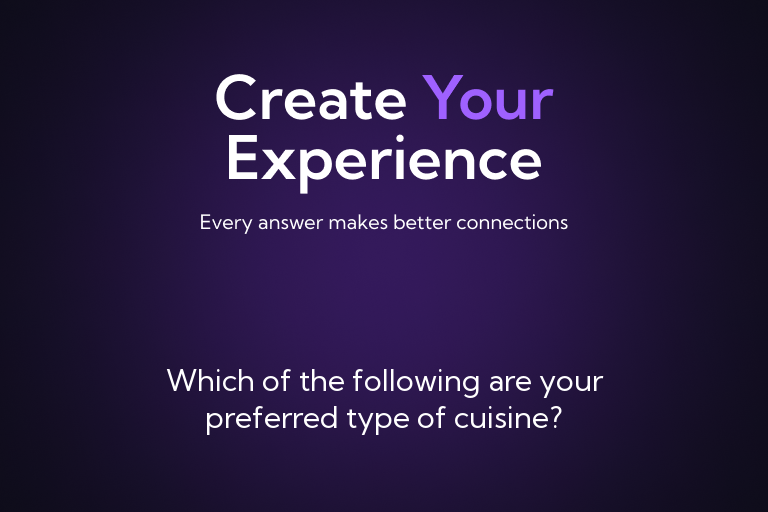 Create Your
Experience
Every answer makes better connections
Which of the following are your
preferred type of cuisine?